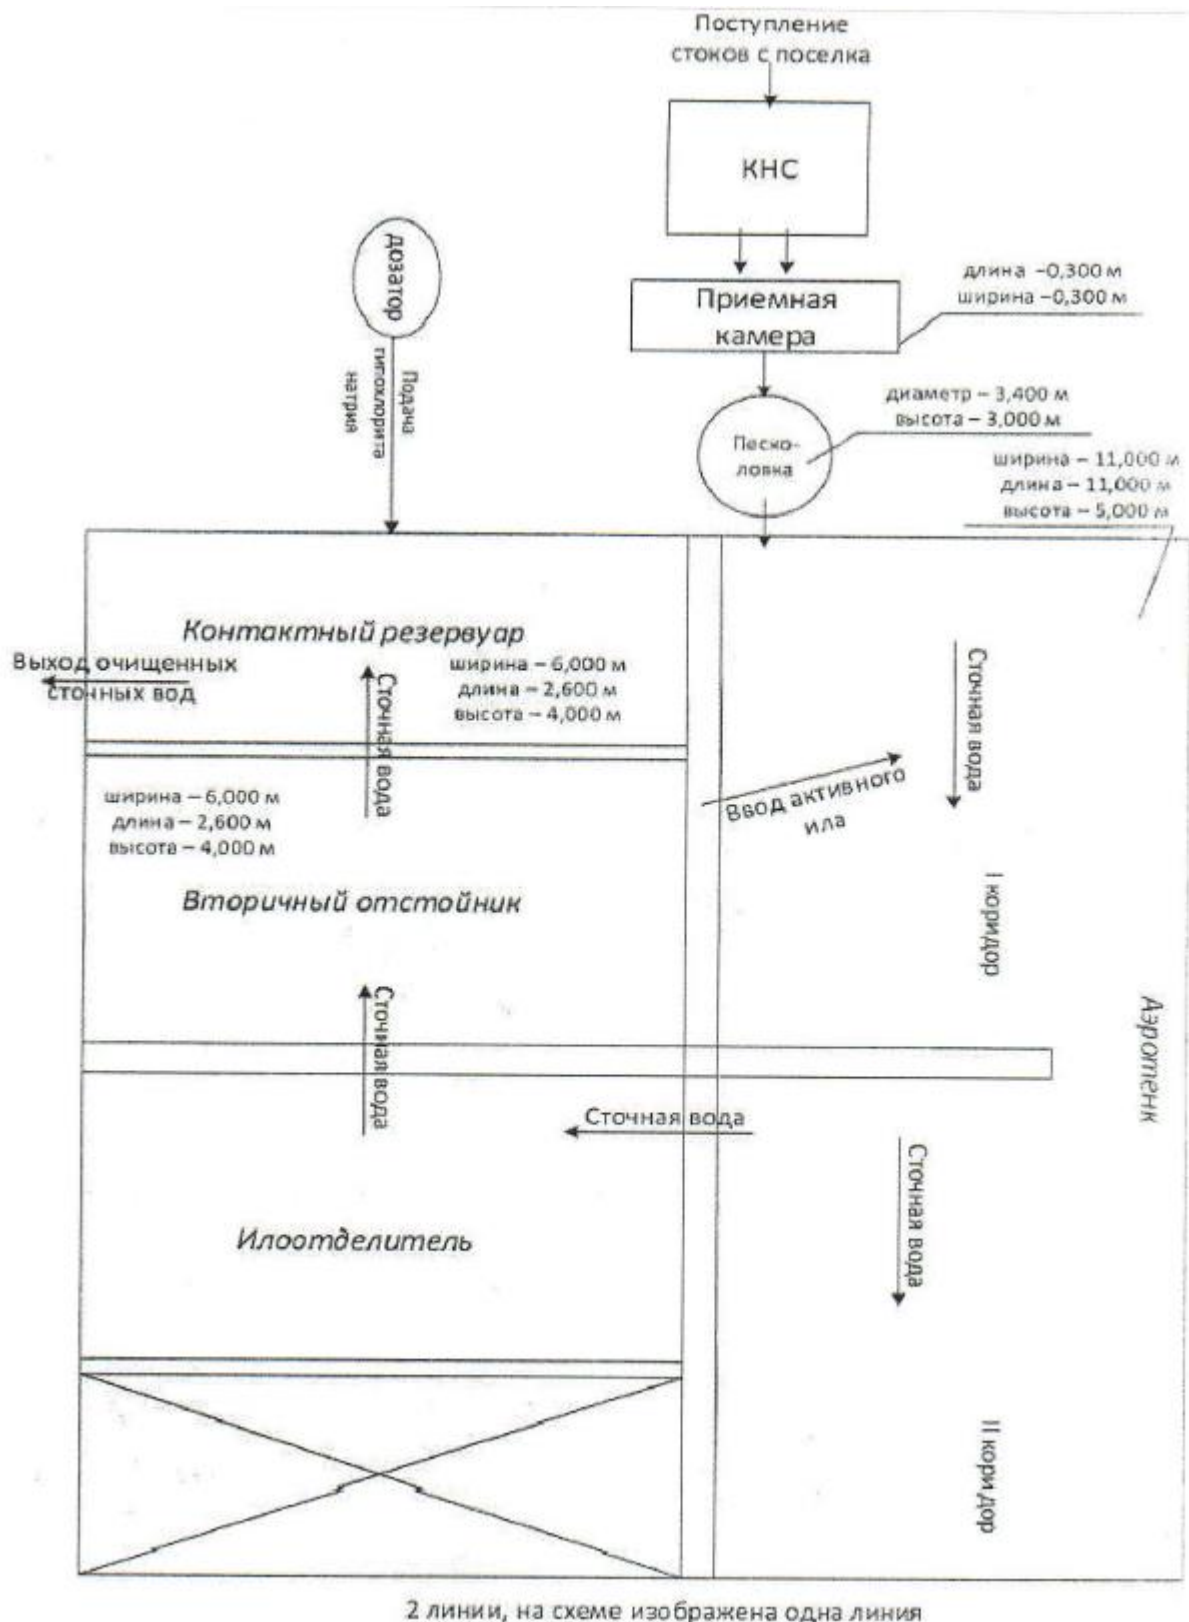 Поступление
стоков с поселка
КНС
дозатор
Подача
гипохлорита
натрия
Приемная
камера
длина –0,300 м
ширина –0,300 м
диаметр – 3,400 м
высота – 3,000 м
Песко-
ловка
ширина – 11,000 м
длина – 11,000 м
высота – 5,000 м
Контактный резервуар
Выход очищенных
сточных вод
ширина – 6,000 м
длина – 2,600 м
высота – 4,000 м
Сточная вода
Сточная вода
ширина – 6,000 м
длина – 2,600 м
высота – 4,000 м
Ввод активного
ила
Вторичный отстойник
I коридор
Аэротенк
Сточная вода
Сточная вода
Сточная вода
Илоотделитель
II коридор
2 линии, на схеме изображена одна линия